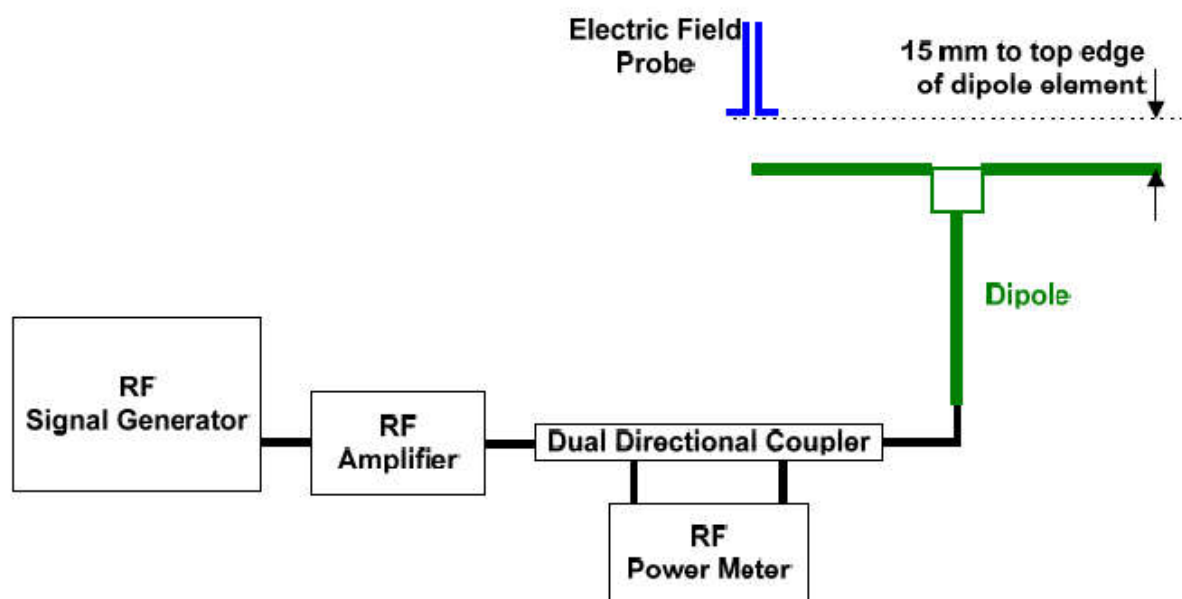 Electric Field
Probe
15 mm to top edge
of dipole element
Dipole
RF
Signal Generator
RF
Amplifier
Dual Directional Coupler
RF
Power Meter